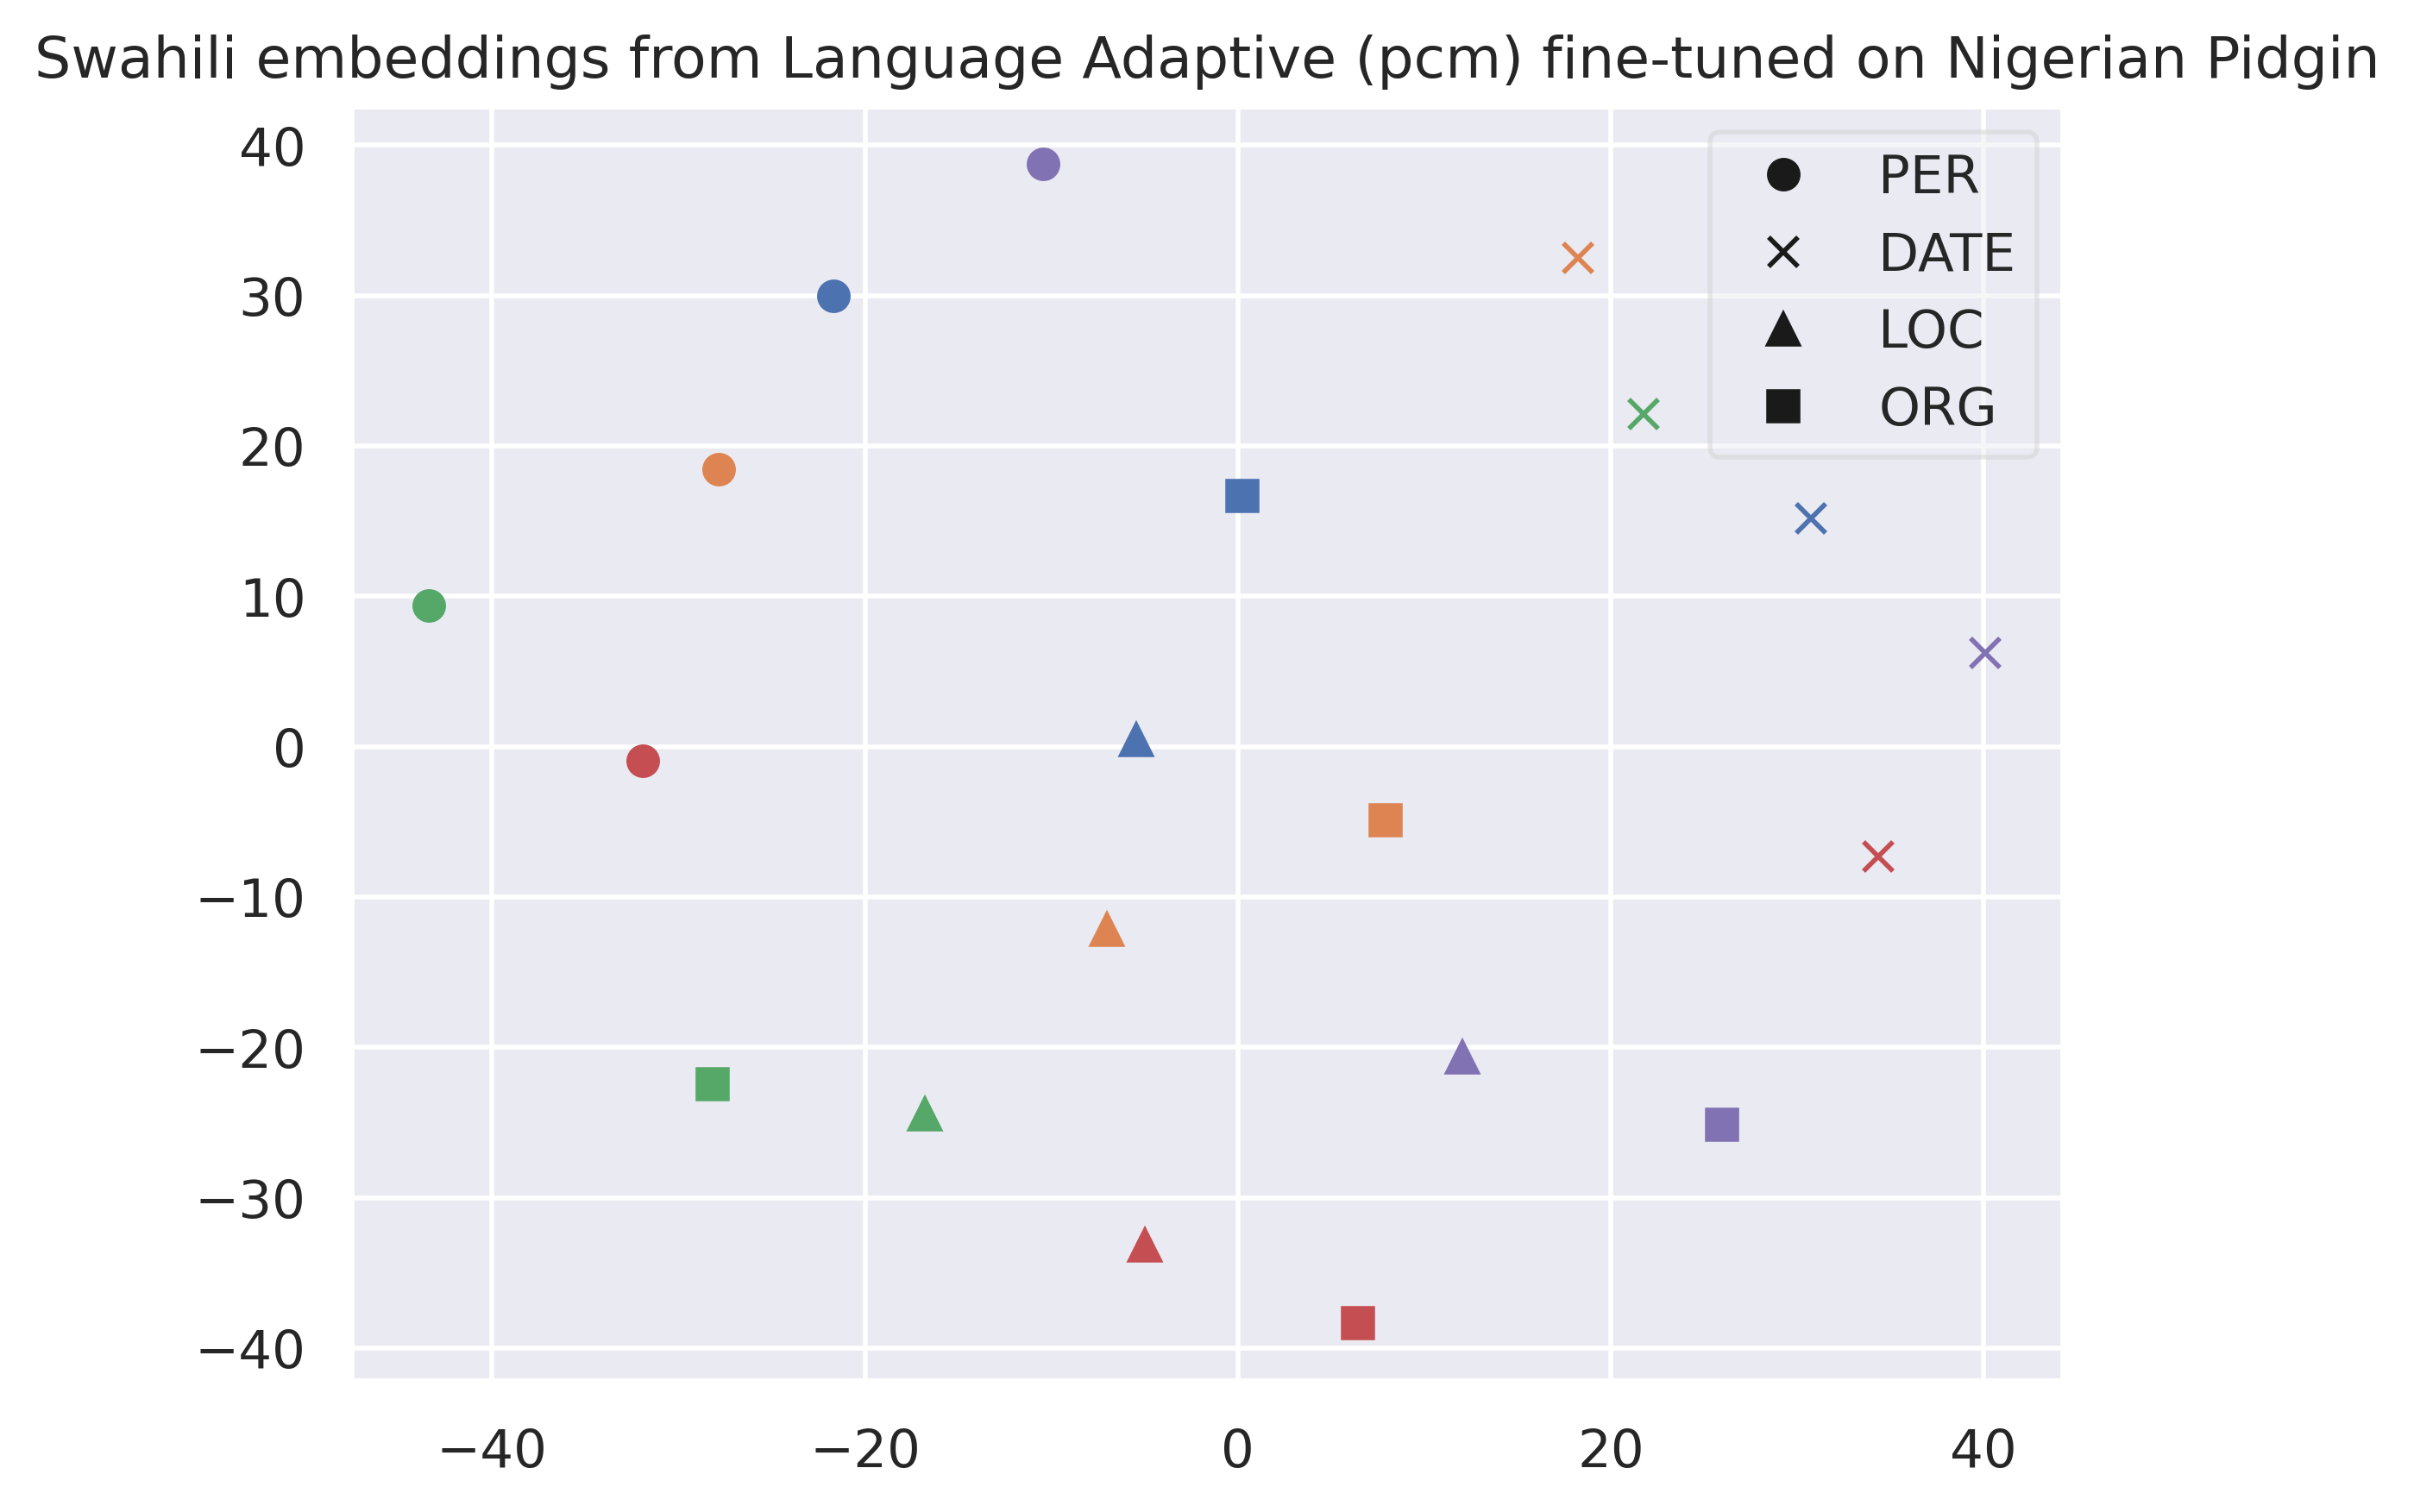 Swahili embeddings from Language Adaptive (pcm) fine-tuned on Nigerian Pidgin
PER
DATE
LOC
ORG
40
30
20
10
0
−10
−20
−30
−40
−40 −20 0 20 40